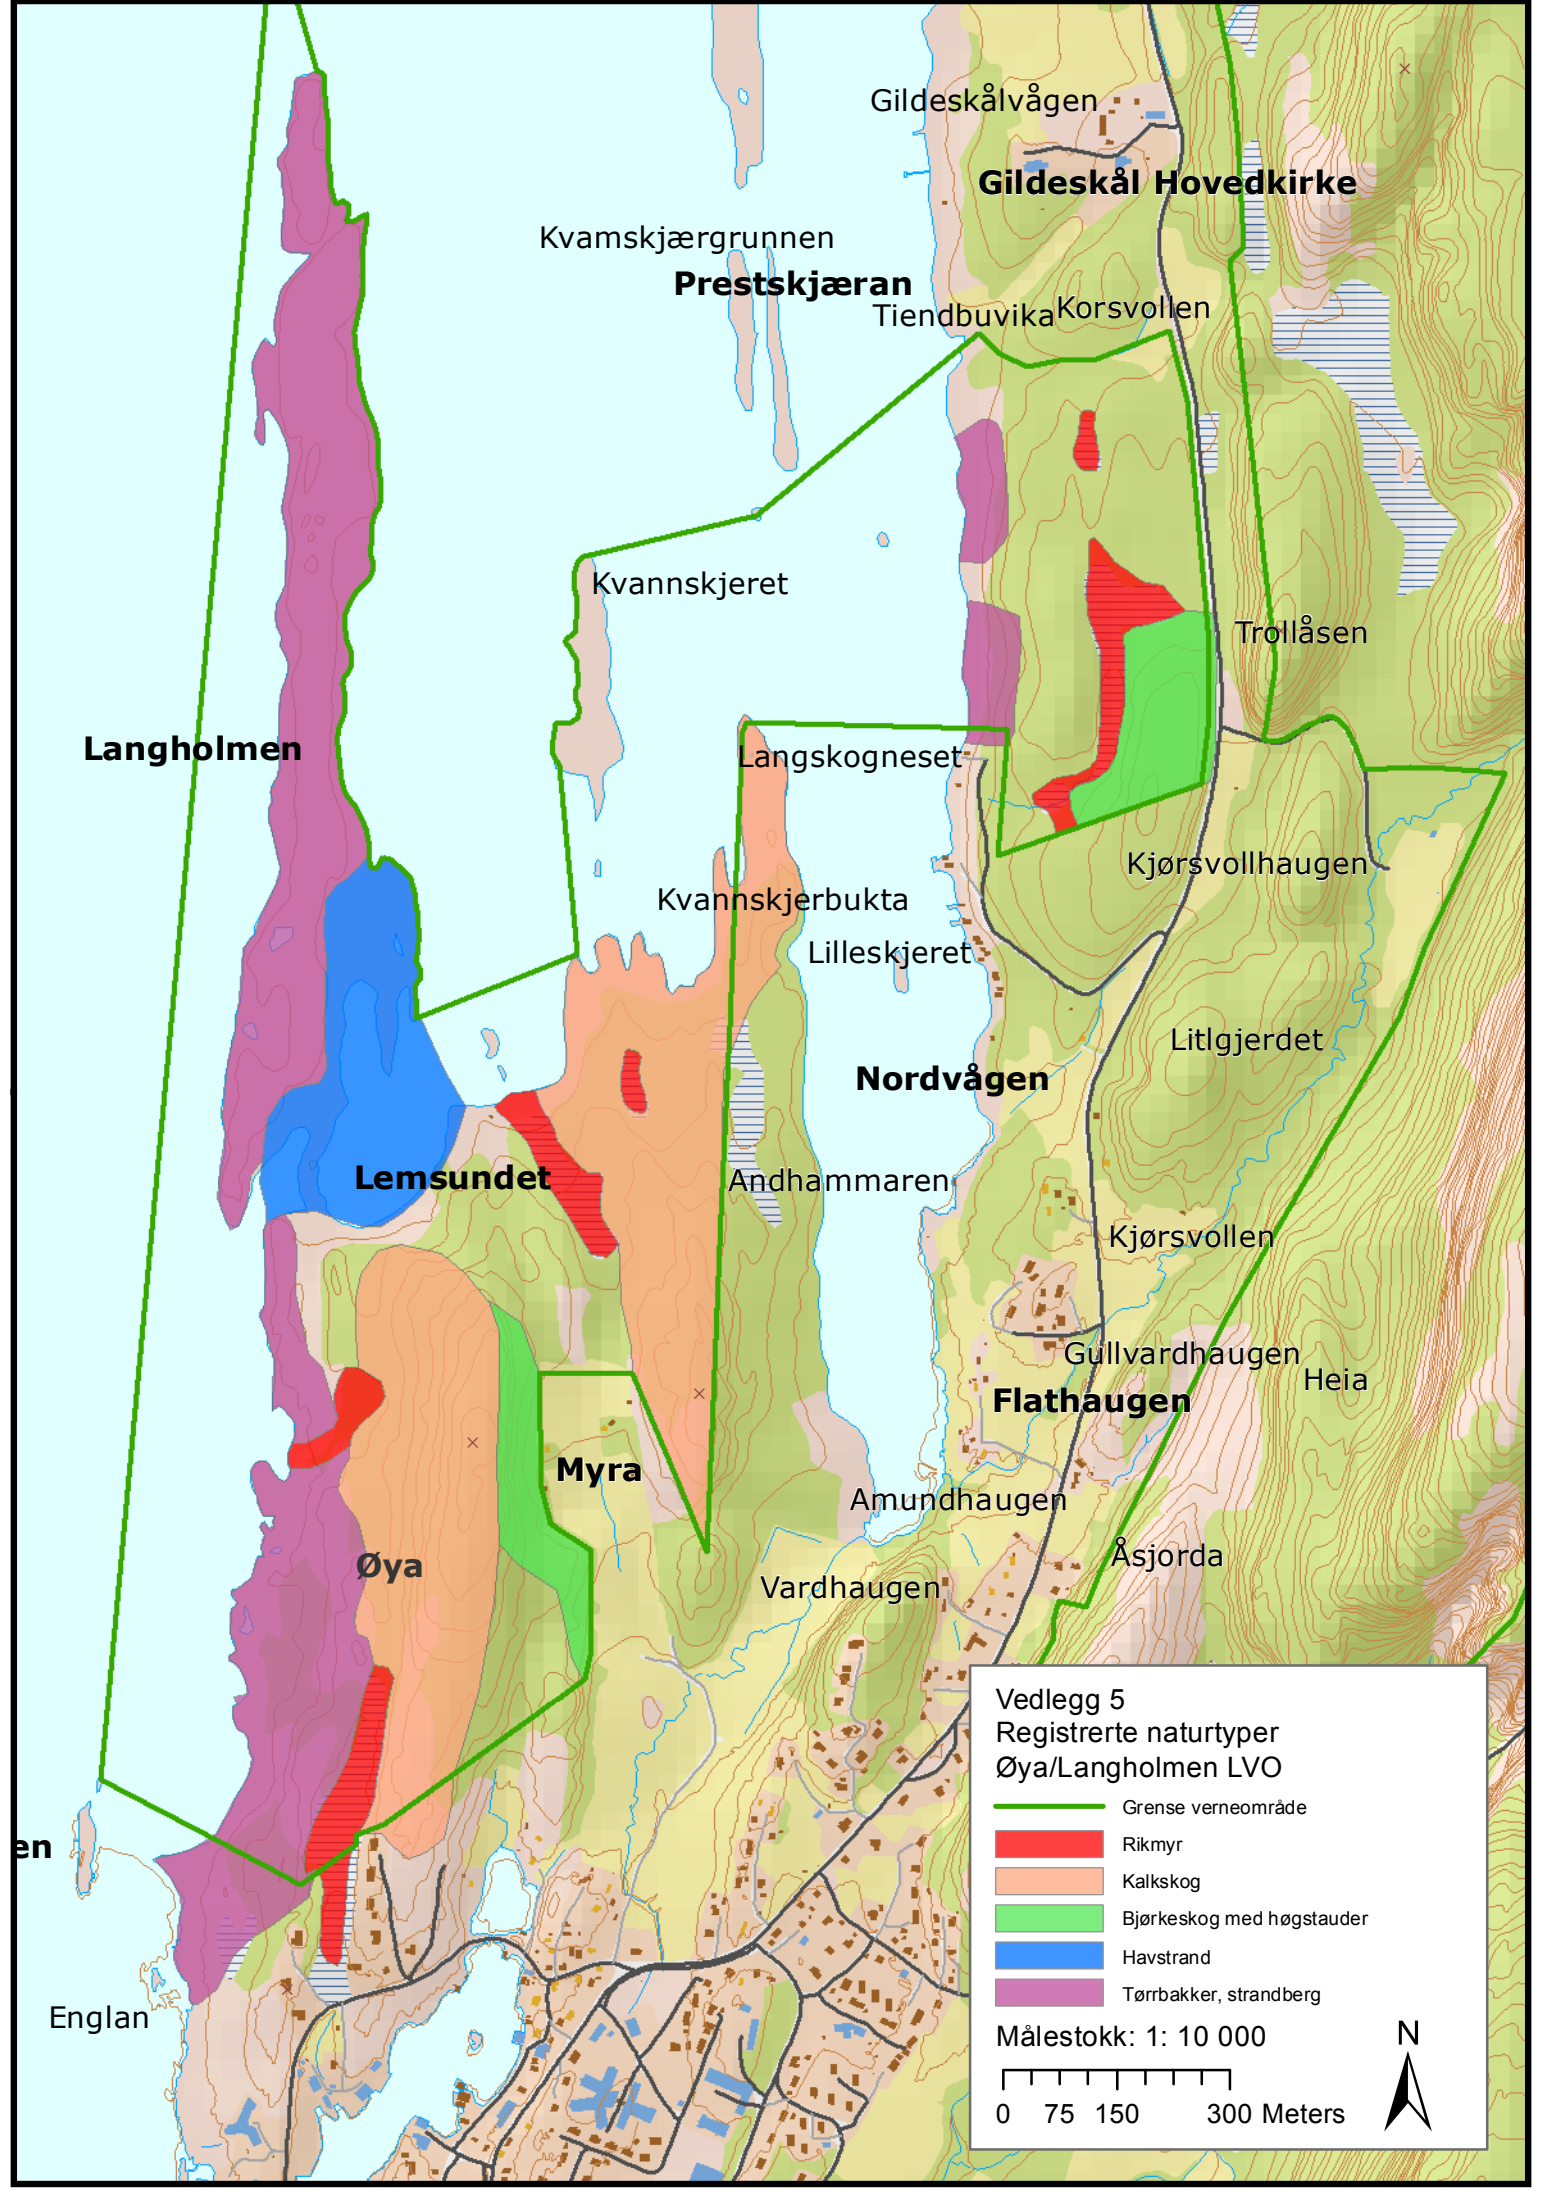 Gildeskålvågen
Gildeskål Hovedkirke
Kvamskjærgrunnen
Prestskjæran
Tiendbuvika
Korsvollen
Kvannskjeret
Trollåsen
Langholmen
Langskogneset
Kjørsvollhaugen
Kvannskjerbukta
Lilleskjeret
Litlgjerdet
Nordvågen
Lemsundet
Andhammaren
Kjørsvollen
Gullvardhaugen
Heia
Flathaugen
Myra
Amundhaugen
Øya
Åsjorda
Vardhaugen
en
Englan
Vedlegg 5
Registrerte naturtyper
Øya/Langholmen LVO
Grense verneområde
Rikmyr
Kalkskog
Bjørkeskog med høgstauder
Havstrand
Tørrbakker, strandberg
Målestokk: 1: 10 000
N
0 75 150 300 Meters